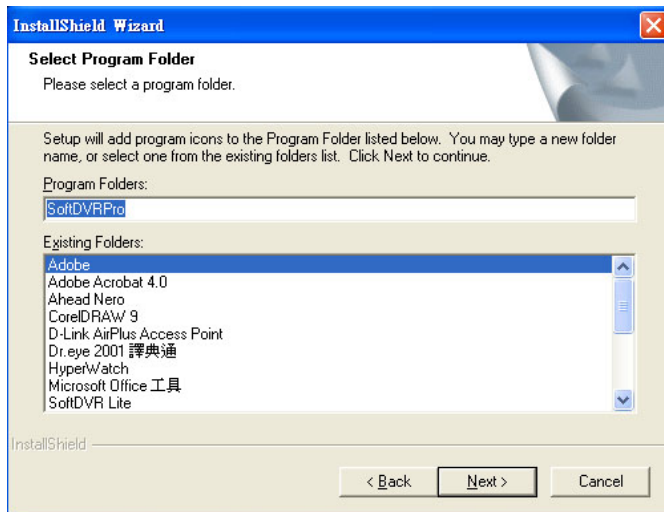 InstallShield Wizard
Select Program Folder
Please select a program folder.
Setup will add program icons to the Program Folder listed below. You may type a new folder
name, or select one from the existing folders list. Click Next to continue.
Program Folders:
SoftDVRPro
Existing Folders:
Adobe
Adobe Acrobat 4.0
Ahead Nero
CorelDRAW 9
D-Link AirPlus Access Point
Dr.eye 2001 譯典通
HyperWatch
Microsoft Office 工具
SoftDVR Lite
InstallShield
< Back Next > Cancel